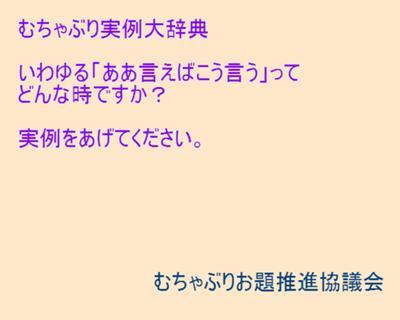 むちゃぶり実例大辞典
いわゆる「ああ言えばこう言う」って
どんな時ですか？
実例をあげてください。
むちゃぶりお題推進協議会